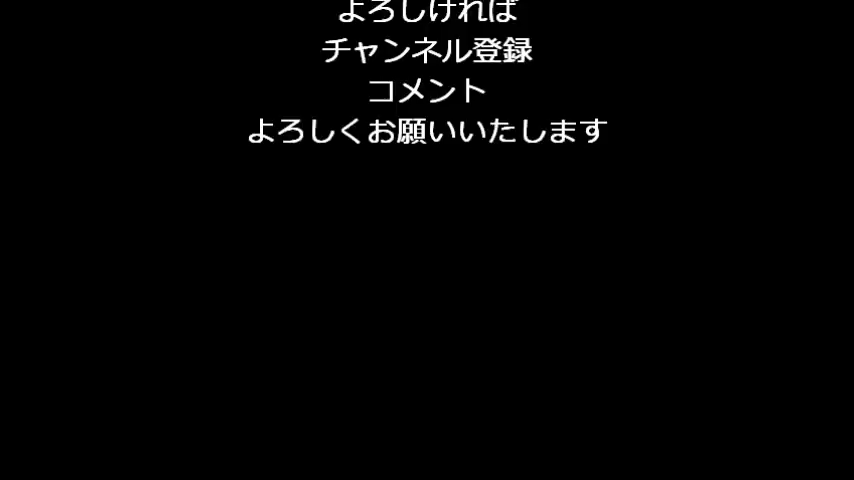 よろしければ
チャンネル登録
コメント
よろしくお願いいたします